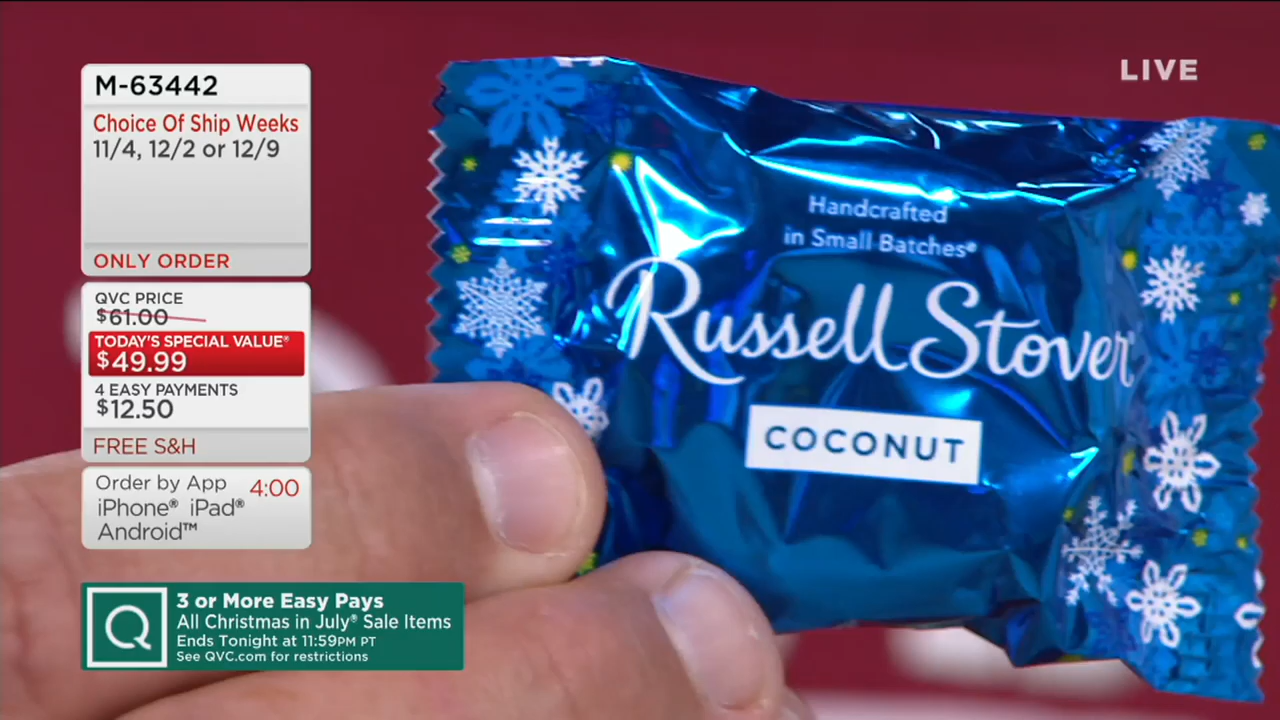 M-63442
Choice Of Ship Weeks
11/4, 12/2 or 12/9
ONLY ORDER
QVC PRICE
$61.00
TODAY'S SPECIAL VALUE®
$49.99
4 EASY PAYMENTS
$12.50
FREE S&H
Order by App 4:00
iPhone® iPad®
Android™
Q
3 or More Easy Pays
All Christmas in July® Sale Items
Ends Tonight at 11:59PM PT
See QVC.com for restrictions
LIVE
Handcrafted
in Small Batches®
Russell Stover®
COCONUT